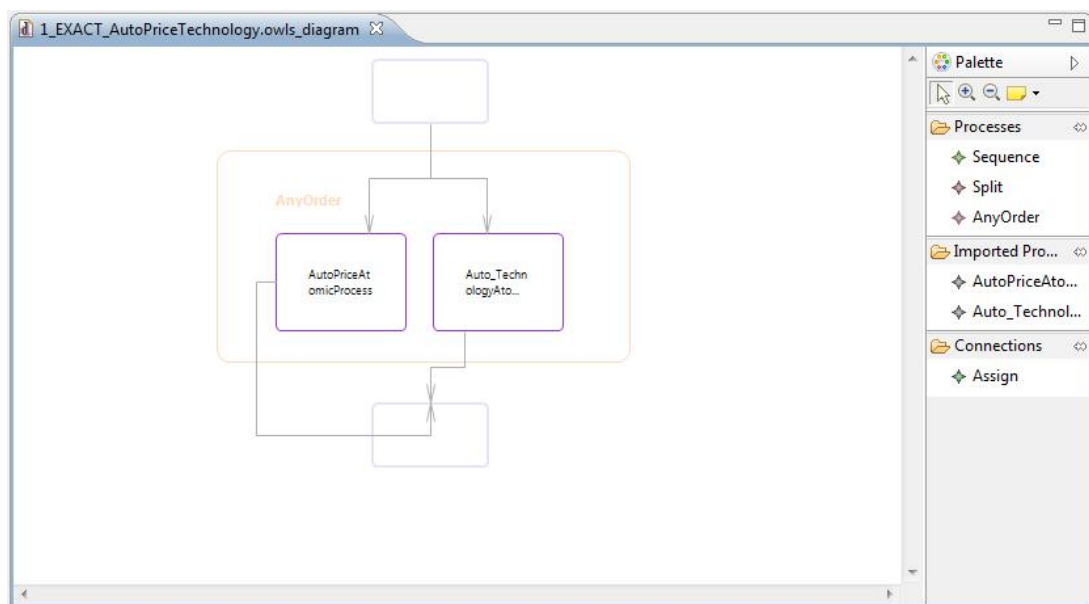 1_EXACT_AutoPriceTechnology.owls_diagram
Palette
Processes
Sequence
Split
AnyOrder
Imported Pro...
AutoPriceAto...
Auto_Technol...
Connections
Assign
AnyOrder
AutoPriceAt
omicProcess
Auto_Techn
ologyAto...